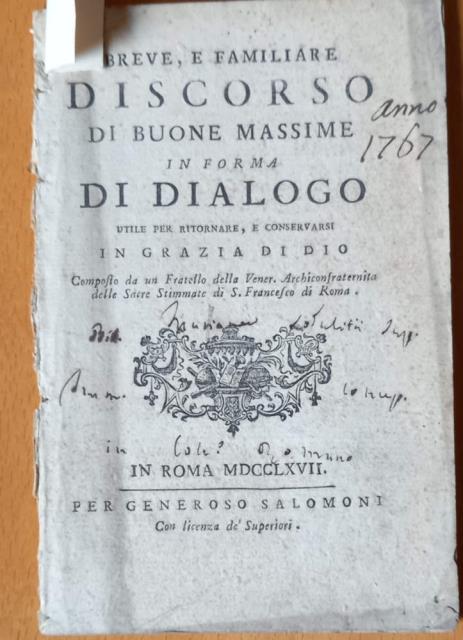 BREVE, E FAMILIARE
DISCORSO
DI BUONE MASSIME
IN FORMA
DI DIALOGO
anno
1767
UTILE PER RITORNARE, E CONSERVARSI
IN GRAZIA DI DIO
Compoſto da un Fratello della Vener. Archiconfraternita
delle Sacre Stimmate di S. Franceſco di Roma.
in
IN ROMA MDCCLXVII.
PER GENEROSO SALOMONI
Con licenza de' Superiori.